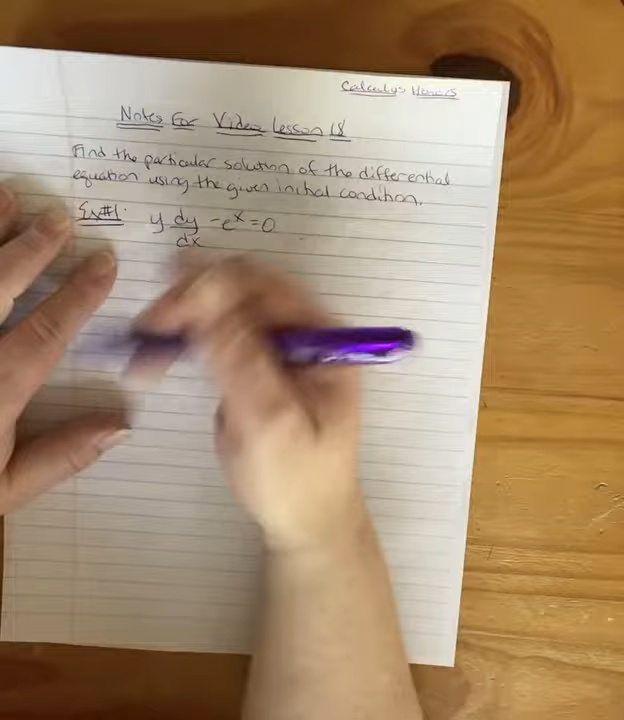 Calculus Honors
Notes For Video Lesson 18
Find the particular solution of the differential
equation using the given initial condition.
Ex#1: y dy/dx - e^x = 0